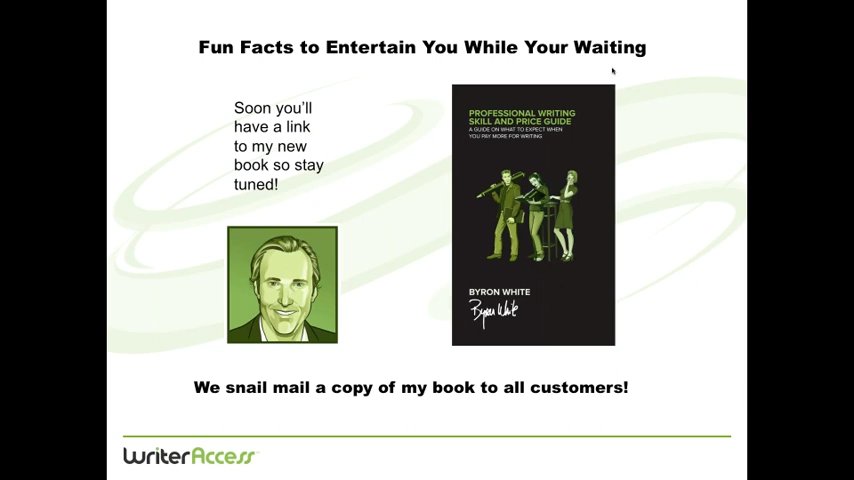 Fun Facts to Entertain You While Your Waiting
Soon you'll
have a link
to my new
book so stay
tuned!
PROFESSIONAL WRITING
SKILL AND PRICE GUIDE
A GUIDE ON WHAT TO EXPECT WHEN
YOU PAY MORE FOR WRITING
BYRON WHITE
Byron White
We snail mail a copy of my book to all customers!
WriterAccess